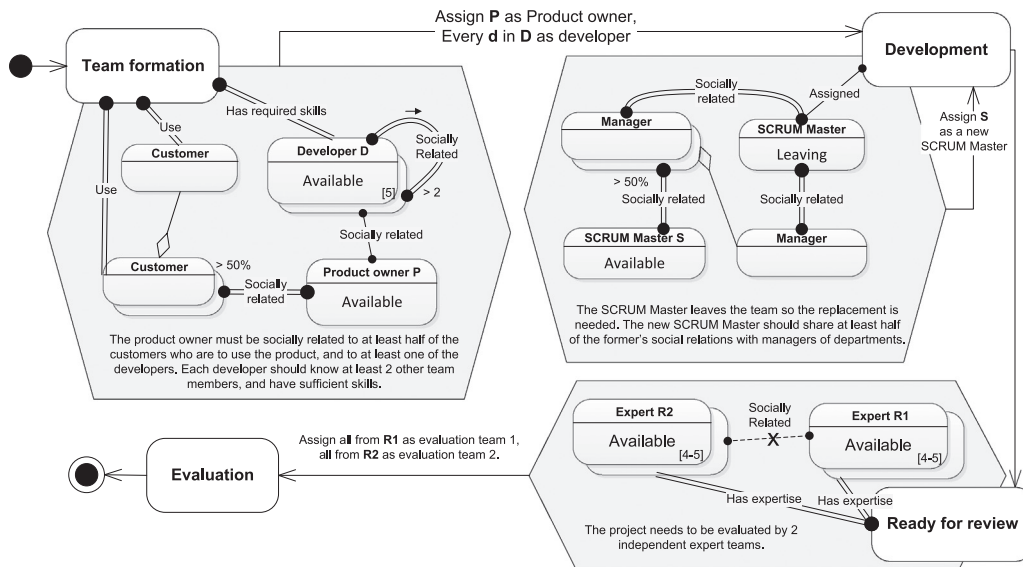 Assign P as Product owner,
Every d in D as developer
Team formation
Development
Has required skills
Use
Customer
Developer D
Available
[5]
Socially
Related
> 2
Use
Socially related
Customer
> 50%
Socially
related
Product owner P
Available
The product owner must be socially related to at least half of the
customers who are to use the product, and to at least one of the
developers. Each developer should know at least 2 other team
members, and have sufficient skills.
Socially
related
Assigned
Manager
SCRUM Master
Leaving
Assign S
as a new
SCRUM Master
> 50%
Socially related
Socially
related
SCRUM Master S
Available
Manager
The SCRUM Master leaves the team so the replacement is
needed. The new SCRUM Master should share at least half
of the former's social relations with managers of departments.
Expert R2
Available
[4-5]
Socially
Related
X
Expert R1
Available
[4-5]
Has expertise
Has expertise
Ready for review
The project needs to be evaluated by 2
independent expert teams.
Assign all from R1 as evaluation team 1,
all from R2 as evaluation team 2.
Evaluation